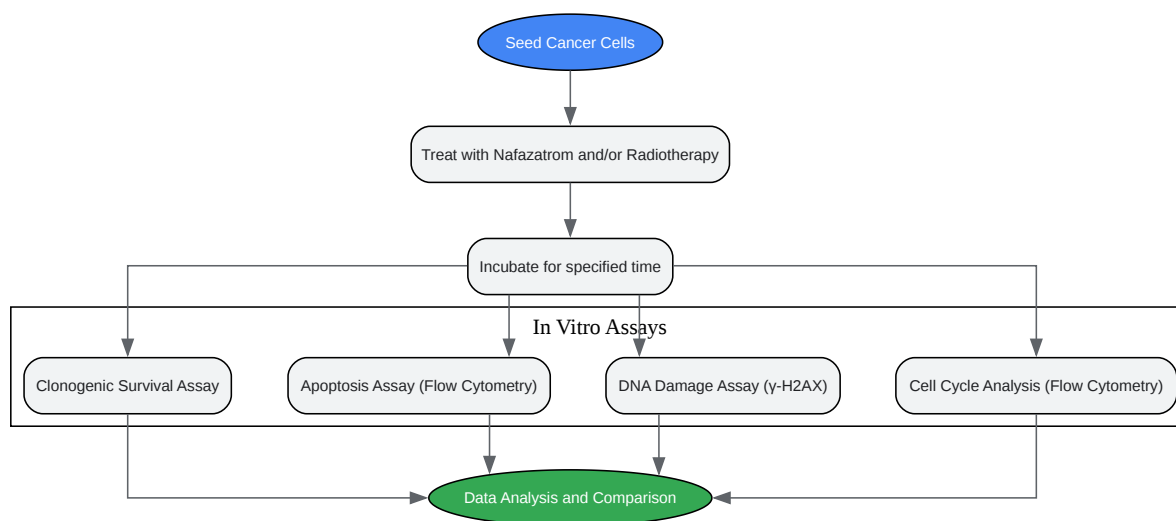 Seed Cancer Cells
Treat with Nafazatrom and/or Radiotherapy
Incubate for specified time
In Vitro Assays
Clonogenic Survival Assay
Apoptosis Assay (Flow Cytometry)
DNA Damage Assay (γ-H2AX)
Cell Cycle Analysis (Flow Cytometry)
Data Analysis and Comparison